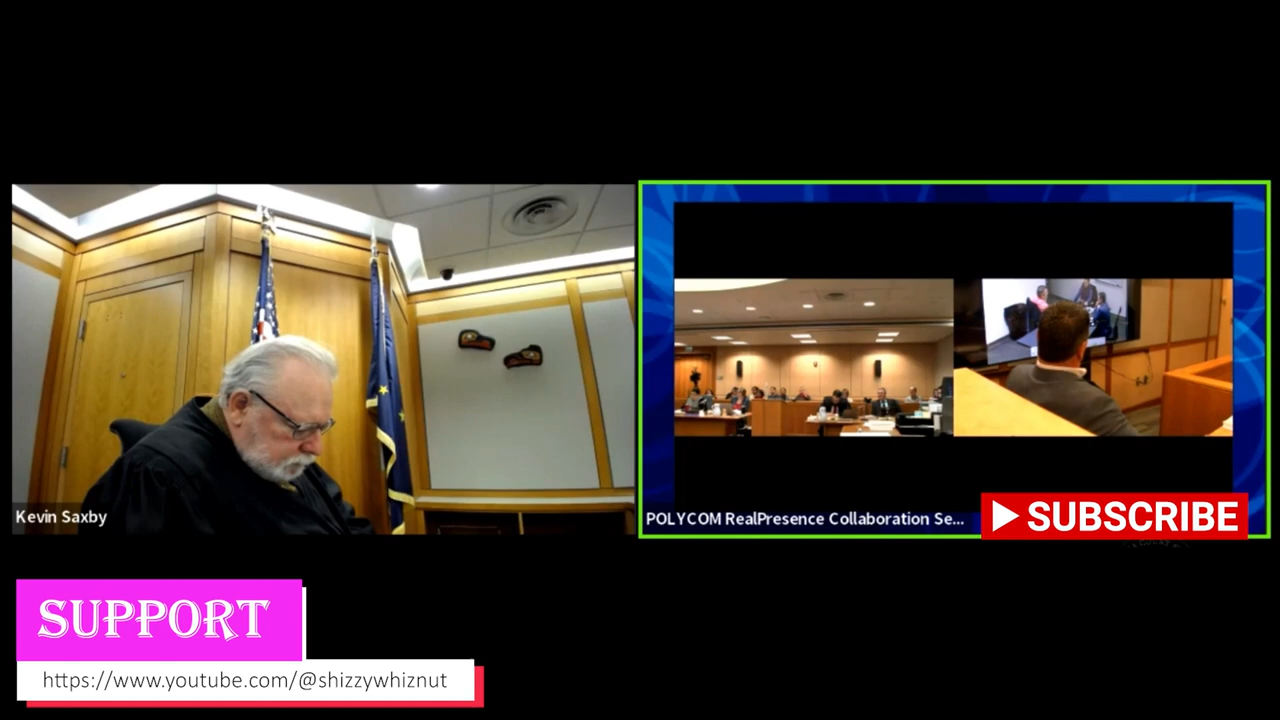 Kevin Saxby
POLYCOM RealPresence Collaboration Se...
SUBSCRIBE
SUPPORT
https://www.youtube.com/@shizzywhiznut